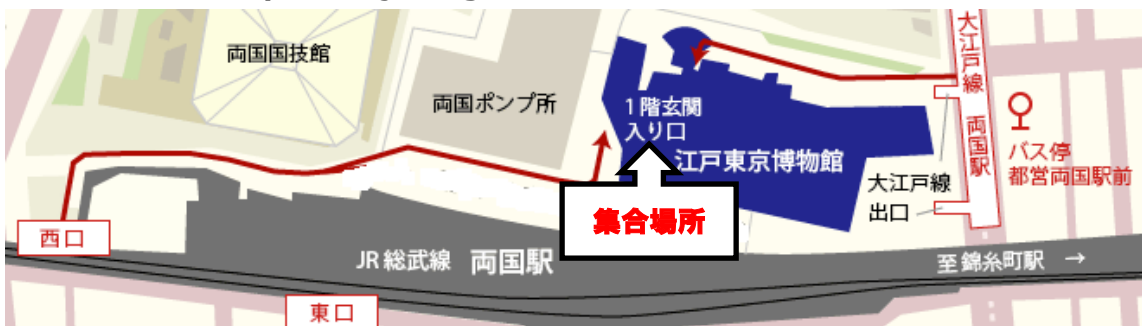 両国国技館
両国ポンプ所
1階玄関
入り口
江戸東京博物館
集合場所
大江戸線 両国駅
大江戸線
出口
バス停
都営両国駅前
西口
JR総武線 両国駅
至錦糸町駅 →
東口